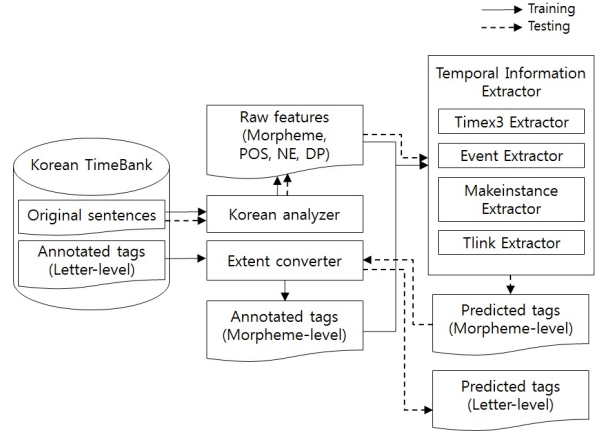 Training
Testing
Temporal Information
Extractor
Timex3 Extractor
Event Extractor
Makeinstance
Extractor
Tlink Extractor
Raw features
(Morpheme,
POS, NE, DP)
Korean TimeBank
Original sentences
Korean analyzer
Annotated tags
(Letter-level)
Extent converter
Annotated tags
(Morpheme-level)
Predicted tags
(Morpheme-level)
Predicted tags
(Letter-level)